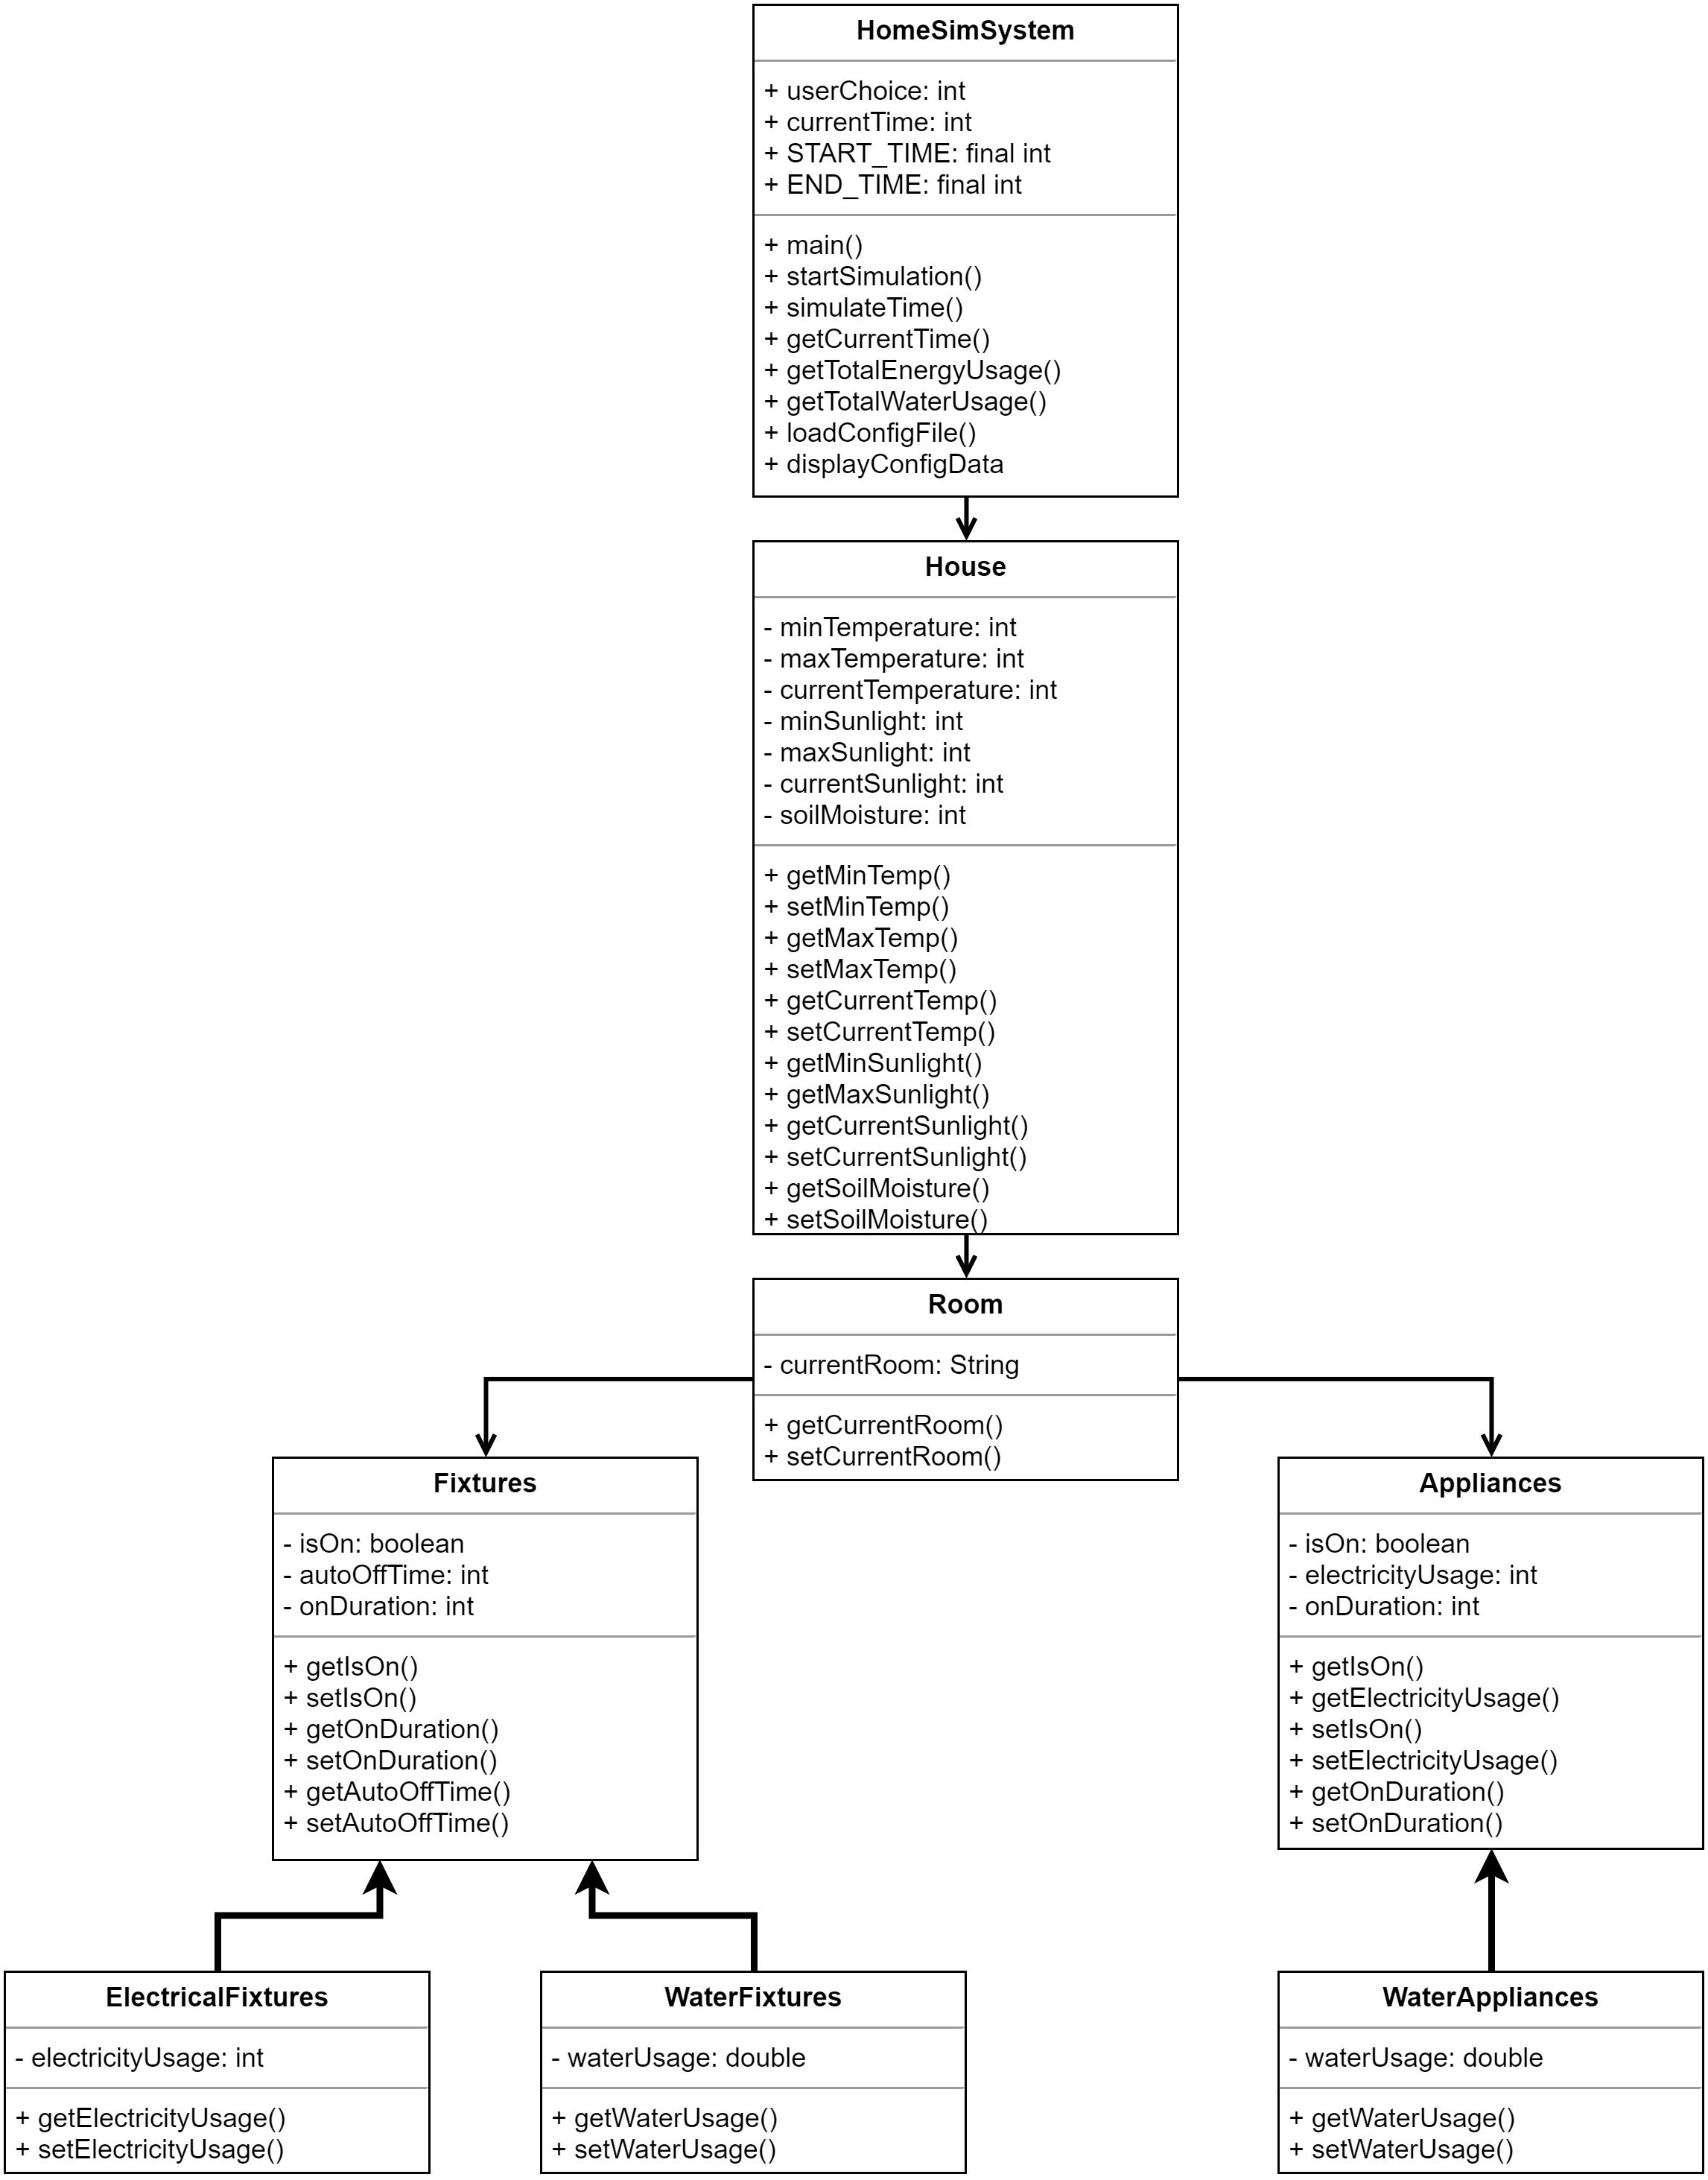 HomeSimSystem
+ userChoice: int
+ currentTime: int
+ START_TIME: final int
+ END_TIME: final int
+ main()
+ startSimulation()
+ simulateTime()
+ getCurrentTime()
+ getTotalEnergyUsage()
+ getTotalWaterUsage()
+ loadConfigFile()
+ displayConfigData
House
- minTemperature: int
- maxTemperature: int
- currentTemperature: int
- minSunlight: int
- maxSunlight: int
- currentSunlight: int
- soilMoisture: int
+ getMinTemp()
+ setMinTemp()
+ getMaxTemp()
+ setMaxTemp()
+ getCurrentTemp()
+ setCurrentTemp()
+ getMinSunlight()
+ getMaxSunlight()
+ getCurrentSunlight()
+ setCurrentSunlight()
+ getSoilMoisture()
+ setSoilMoisture()
Room
- currentRoom: String
+ getCurrentRoom()
+ setCurrentRoom()
Fixtures
- isOn: boolean
- autoOffTime: int
- onDuration: int
+ getIsOn()
+ setIsOn()
+ getOnDuration()
+ setOnDuration()
+ getAutoOffTime()
+ setAutoOffTime()
Appliances
- isOn: boolean
- electricityUsage: int
- onDuration: int
+ getIsOn()
+ getElectricityUsage()
+ setIsOn()
+ setElectricityUsage()
+ getOnDuration()
+ setOnDuration()
ElectricalFixtures
- electricityUsage: int
+ getElectricityUsage()
+ setElectricityUsage()
WaterFixtures
- waterUsage: double
+ getWaterUsage()
+ setWaterUsage()
WaterAppliances
- waterUsage: double
+ getWaterUsage()
+ setWaterUsage()